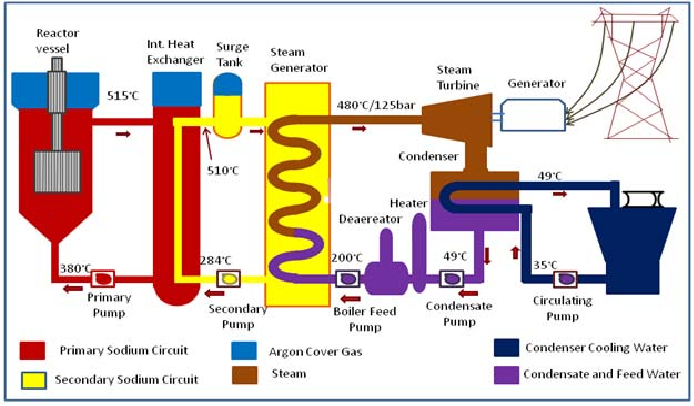 Reactor
vessel
Int. Heat
Exchanger
Surge
Tank
Steam
Generator
Steam
Turbine
Generator
515°C
480°C/125bar
510°C
Condenser
49°C
Heater
Deaereator
380°C
284°C
200°C
49°C
35°C
Primary
Pump
Secondary
Pump
Boiler Feed
Pump
Condensate
Pump
Circulating
Pump
Primary Sodium Circuit
Argon Cover Gas
Condenser Cooling Water
Secondary Sodium Circuit
Steam
Condensate and Feed Water